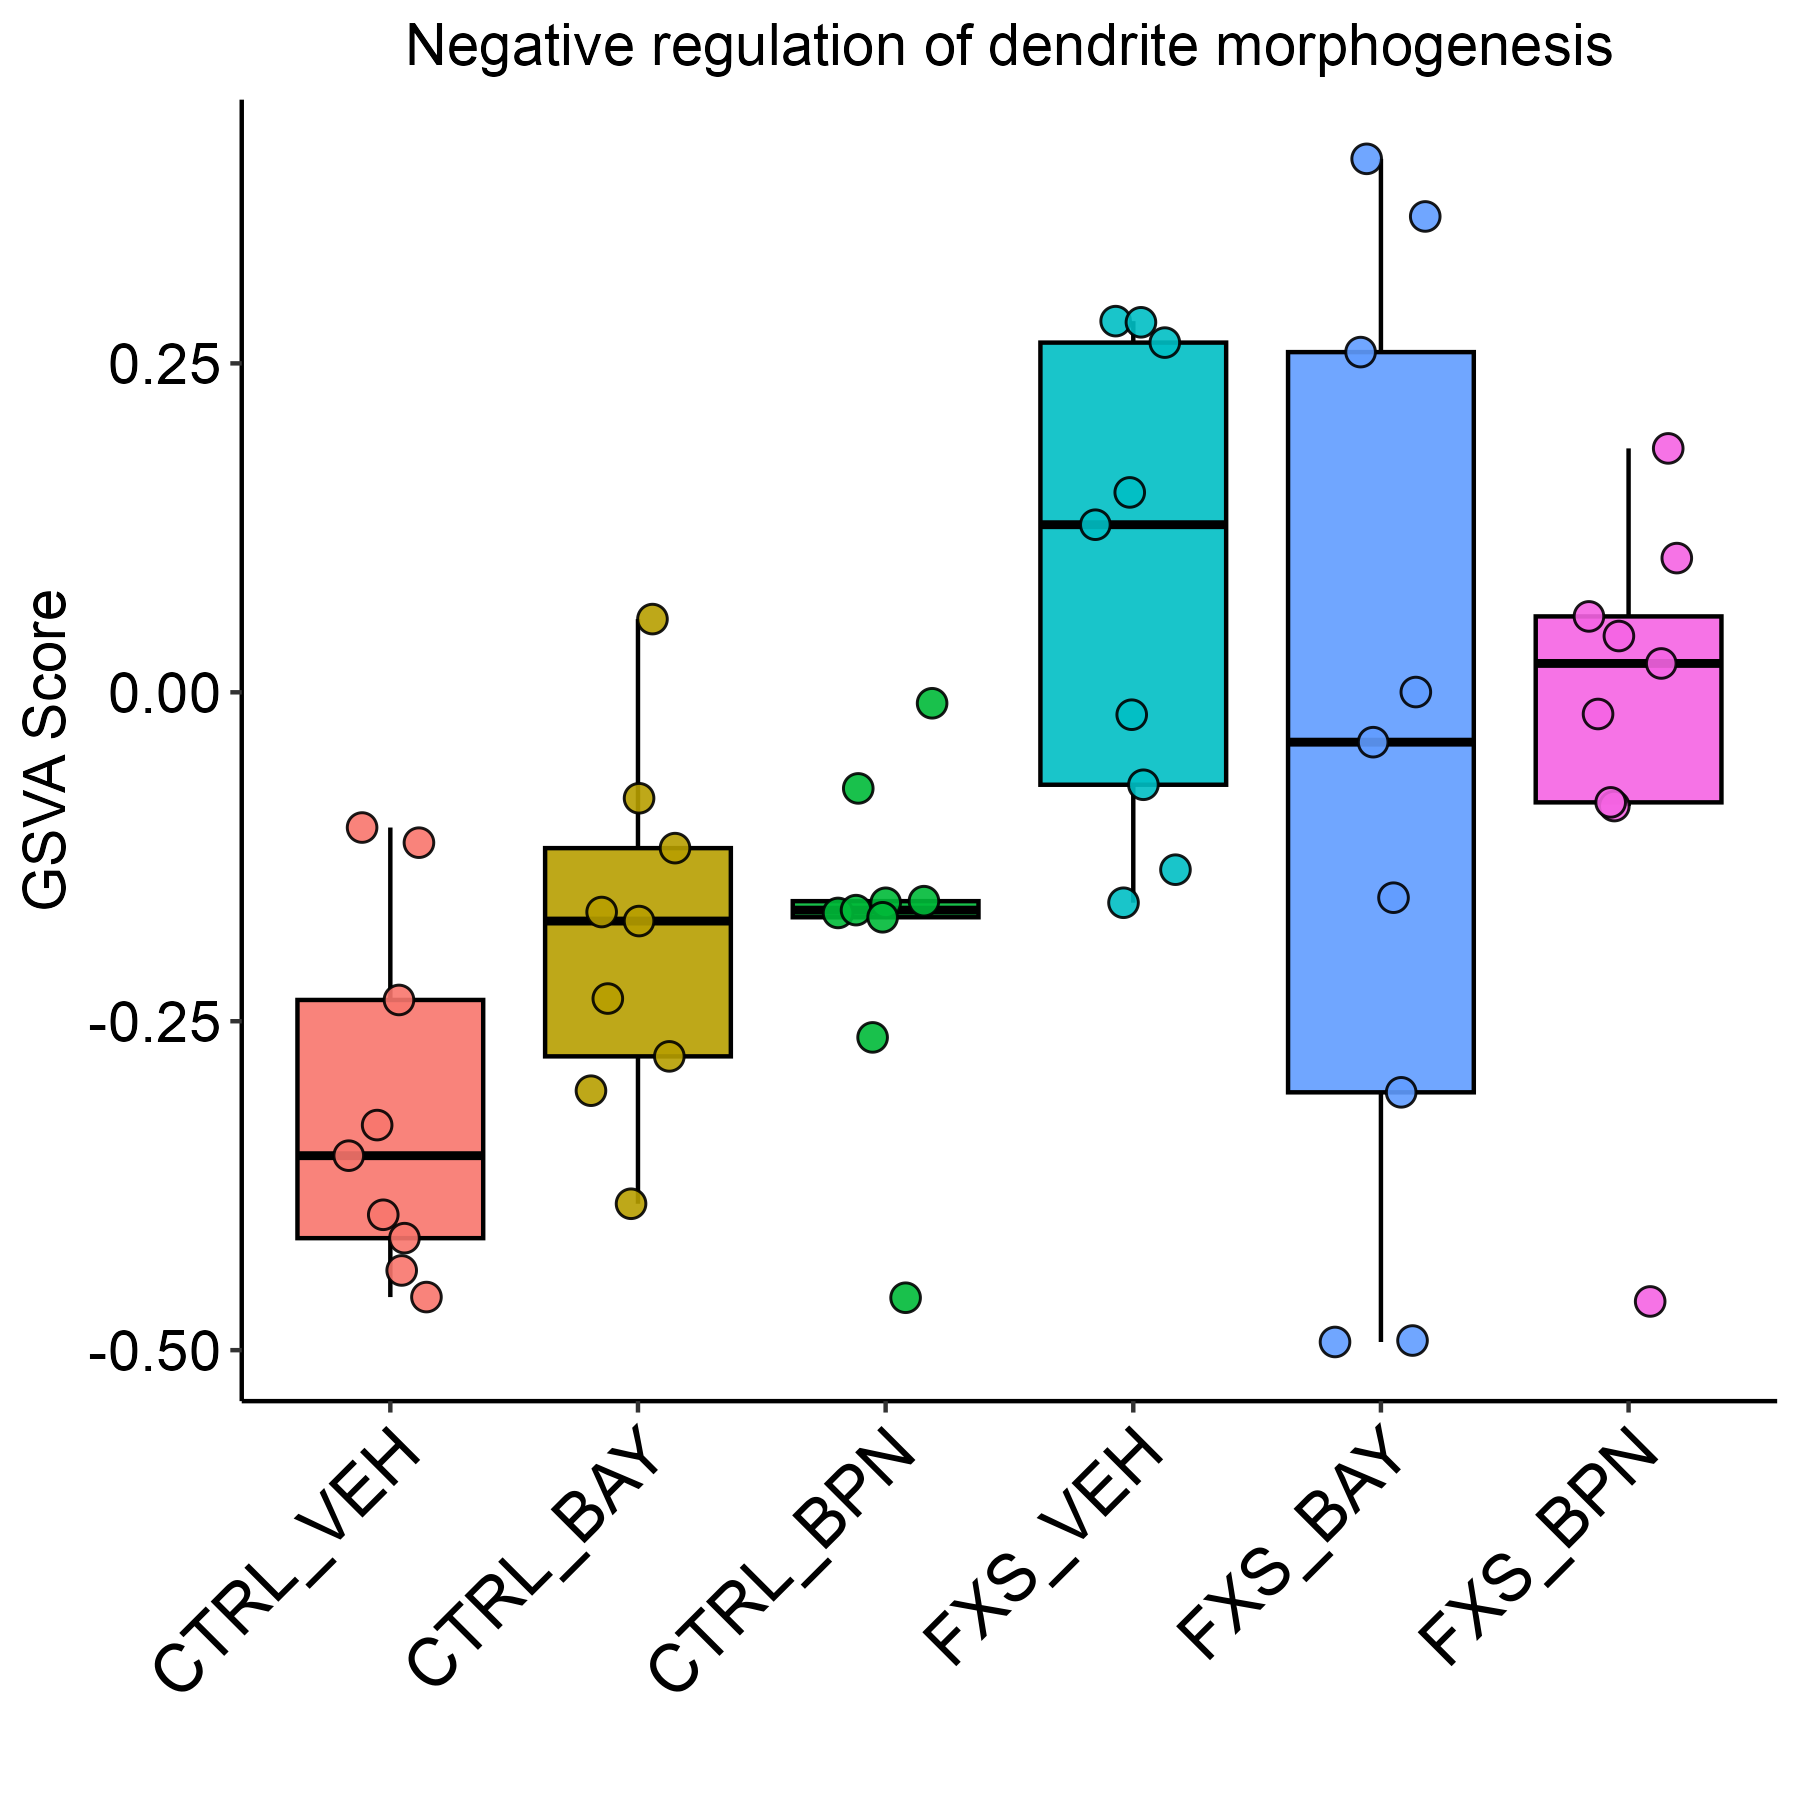 Negative regulation of dendrite morphogenesis
GSVA Score
0.25
0.00
-0.25
-0.50
CTRL_VEH
CTRL_BAY
CTRL_BPN
FXS_VEH
FXS_BAY
FXS_BPN